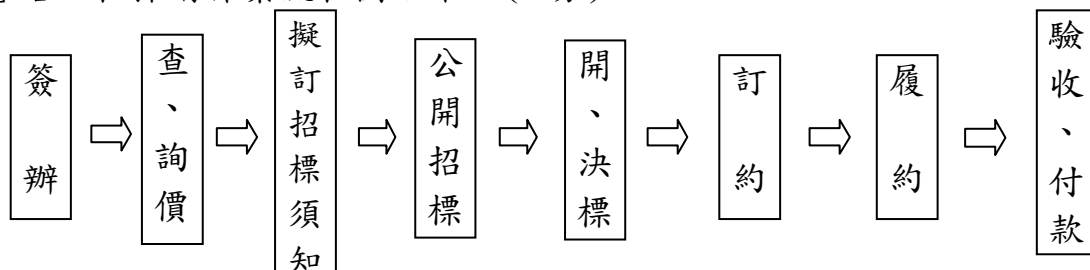 簽辦
查、詢價
擬訂招標須知
公開招標
開、決標
訂約
履約
驗收、付款